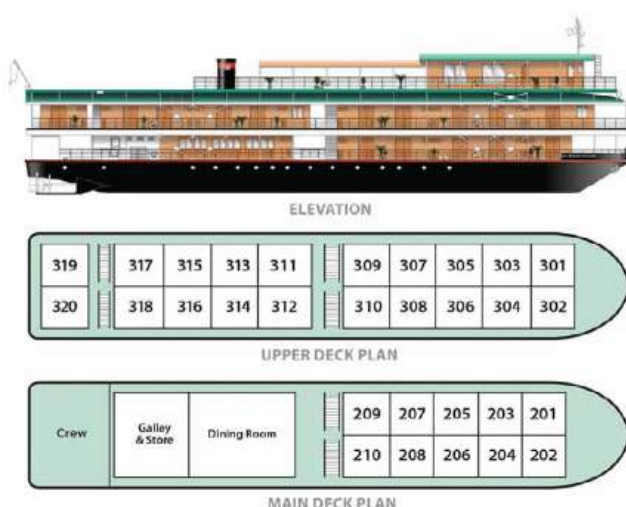 ELEVATION
319 317 315 313 311 309 307 305 303 301
320 318 316 314 312 310 308 306 304 302
UPPER DECK PLAN
Crew
Galley
& Store
Dining Room
209 207 205 203 201
210 208 206 204 202
MAIN DECK PLAN